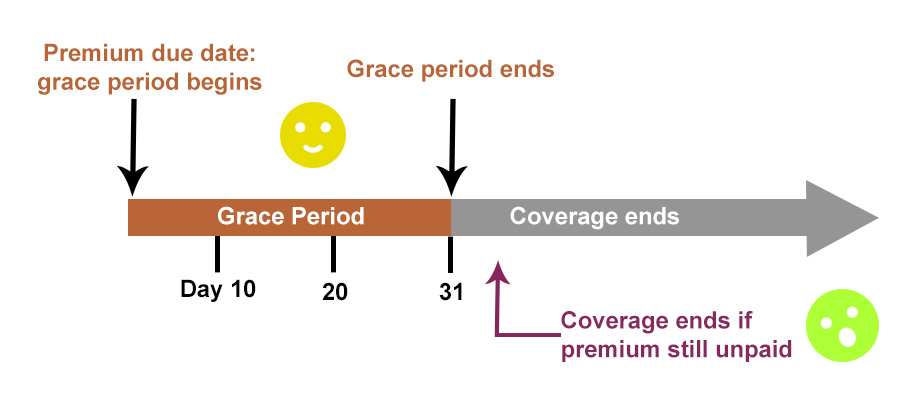 Premium due date:
grace period begins
Grace period ends
Grace Period
Coverage ends
Day 10
20
31
Coverage ends if
premium still unpaid